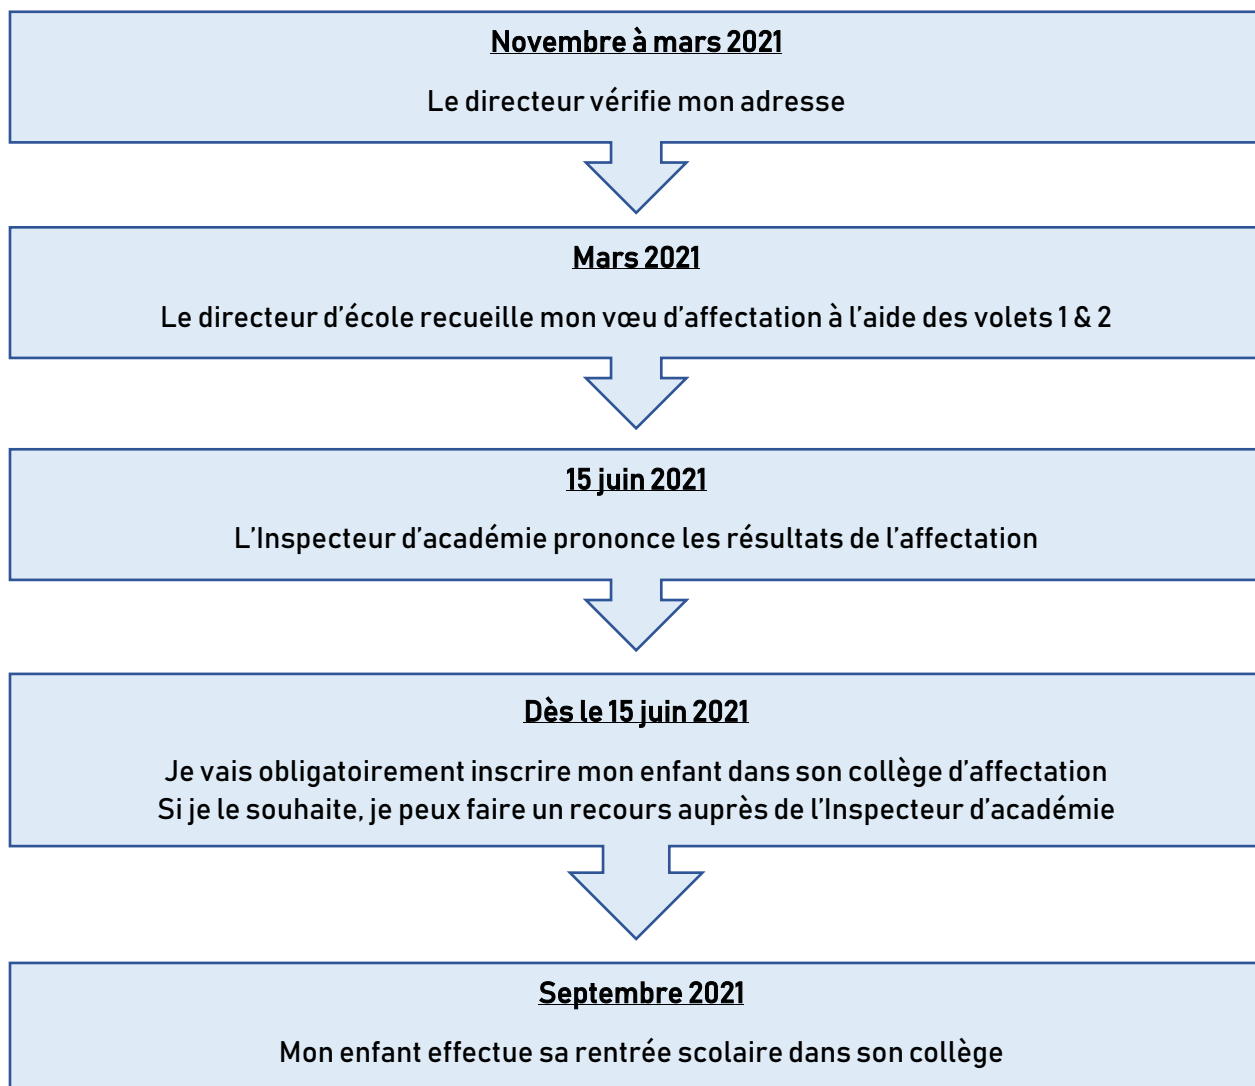 Novembre à mars 2021
Le directeur vérifie mon adresse
Mars 2021
Le directeur d'école recueille mon vœu d'affectation à l'aide des volets 1 & 2
15 juin 2021
L'Inspecteur d'académie prononce les résultats de l'affectation
Dès le 15 juin 2021
Je vais obligatoirement inscrire mon enfant dans son collège d'affectation
Si je le souhaite, je peux faire un recours auprès de l'Inspecteur d'académie
Septembre 2021
Mon enfant effectue sa rentrée scolaire dans son collège